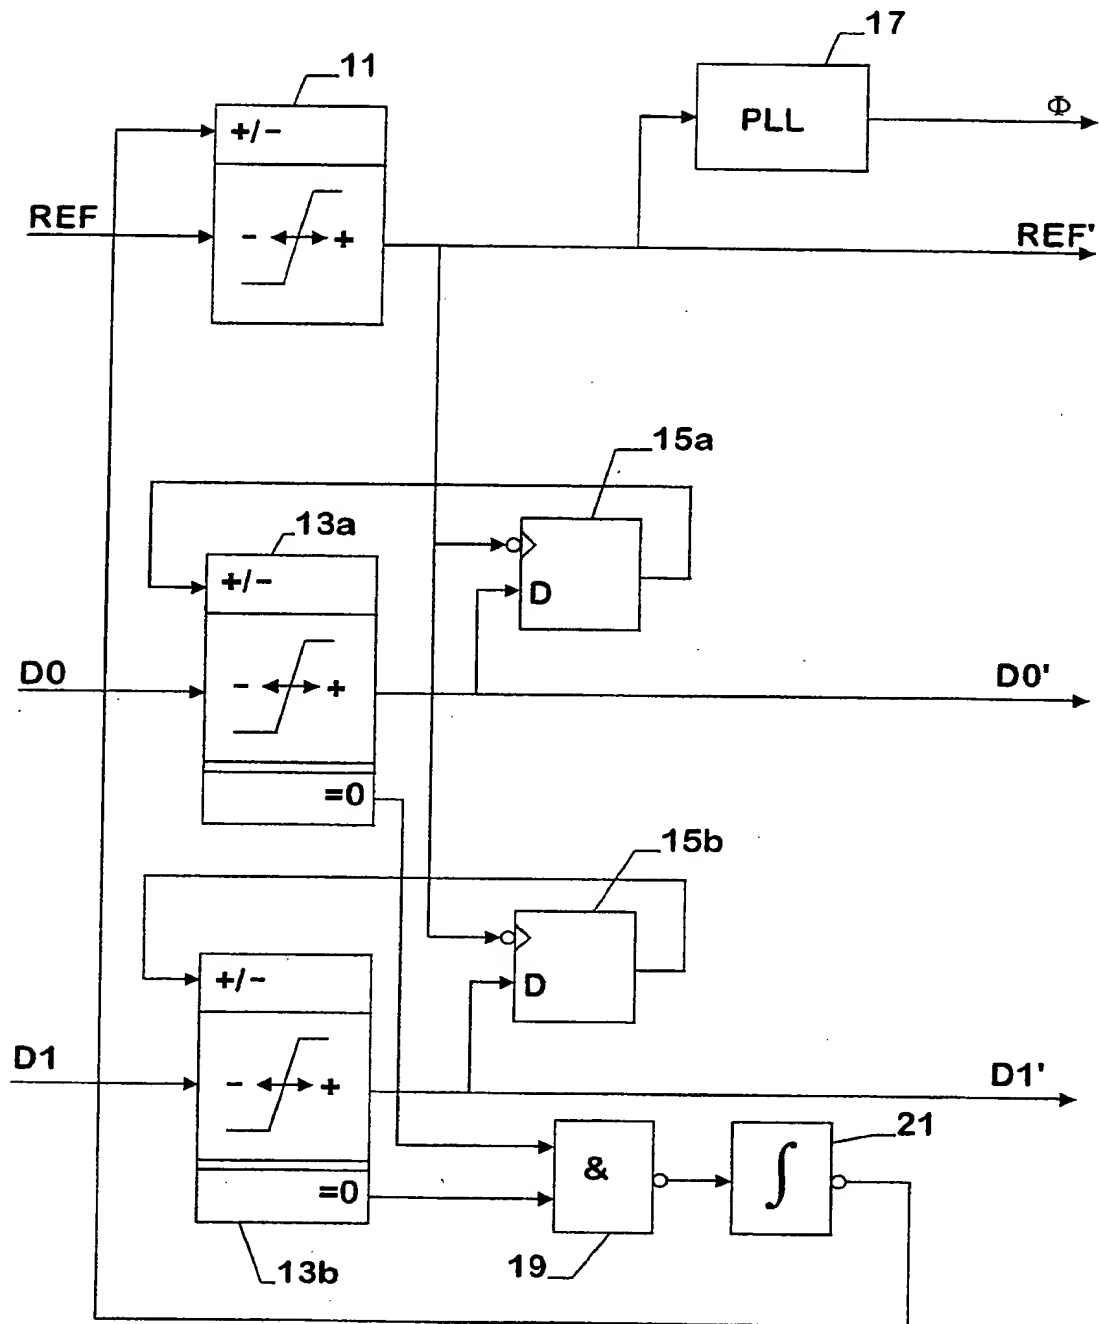 17
11
PLL
Φ
+/-
REF
- +
REF'
15a
13a
+/-
D
D0
- +
D0'
=0
15b
+/-
D
D1
- +
D1'
21
& ∫
=0
19
13b